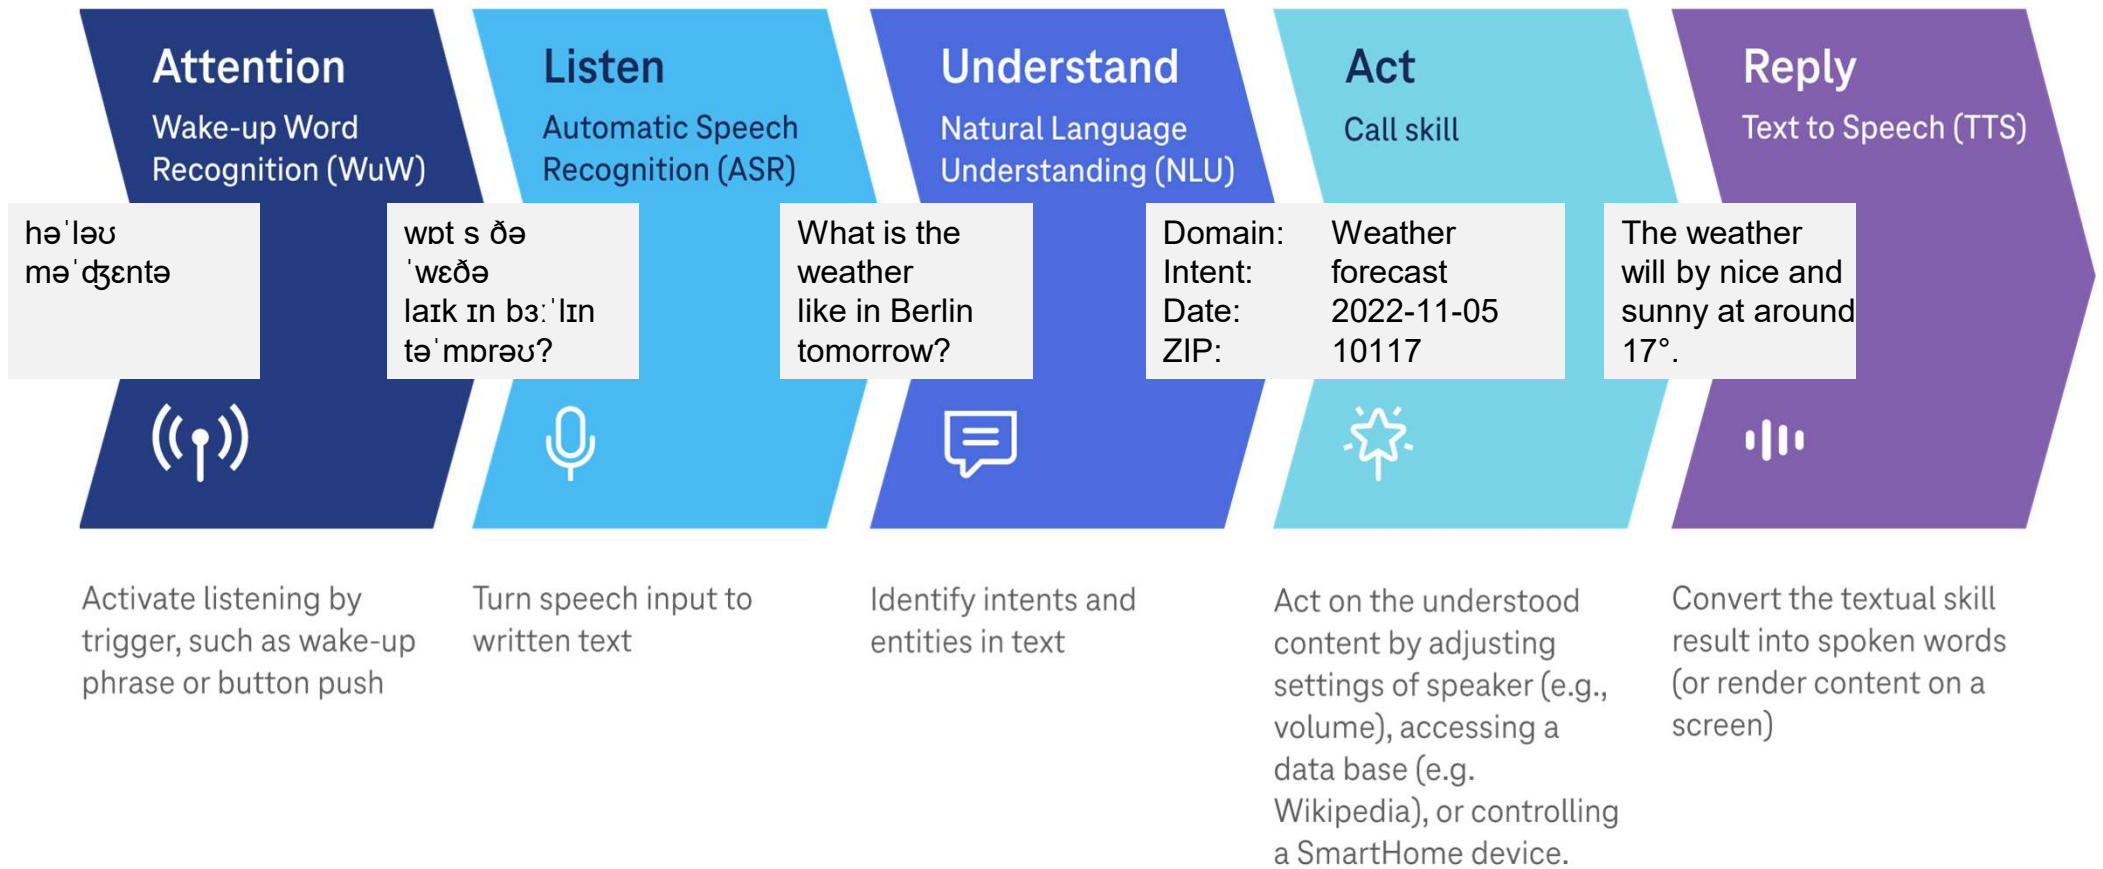 Attention
Wake-up Word
Recognition (WuW)
həˈləʊ
məˈʤɛntə
Activate listening by
trigger, such as wake-up
phrase or button push
Listen
Automatic Speech
Recognition (ASR)
wɒt s ðə
ˈwɛðə
laɪk ɪn bɜːˈlɪn
təˈmɒrəʊ?
Turn speech input to
written text
Understand
Natural Language
Understanding (NLU)
What is the
weather
like in Berlin
tomorrow?
Identify intents and
entities in text
Act
Call skill
Domain: Weather
Intent: forecast
Date: 2022-11-05
ZIP: 10117
Act on the understood
content by adjusting
settings of speaker (e.g.,
volume), accessing a
data base (e.g.
Wikipedia), or controlling
a SmartHome device.
Reply
Text to Speech (TTS)
The weather
will by nice and
sunny at around
17°.
Convert the textual skill
result into spoken words
(or render content on a
screen)